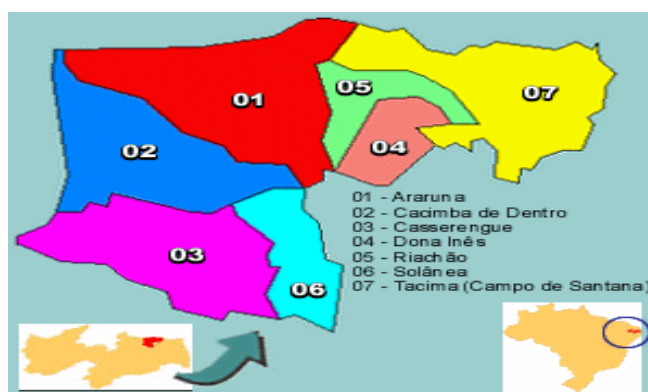 01
02
03
04
05
06
07
01 - Araruna
02 - Cacimba de Dentro
03 - Casserengue
04 - Dona Inês
05 - Riachão
06 - Solânea
07 - Tacima (Campo de Santana)